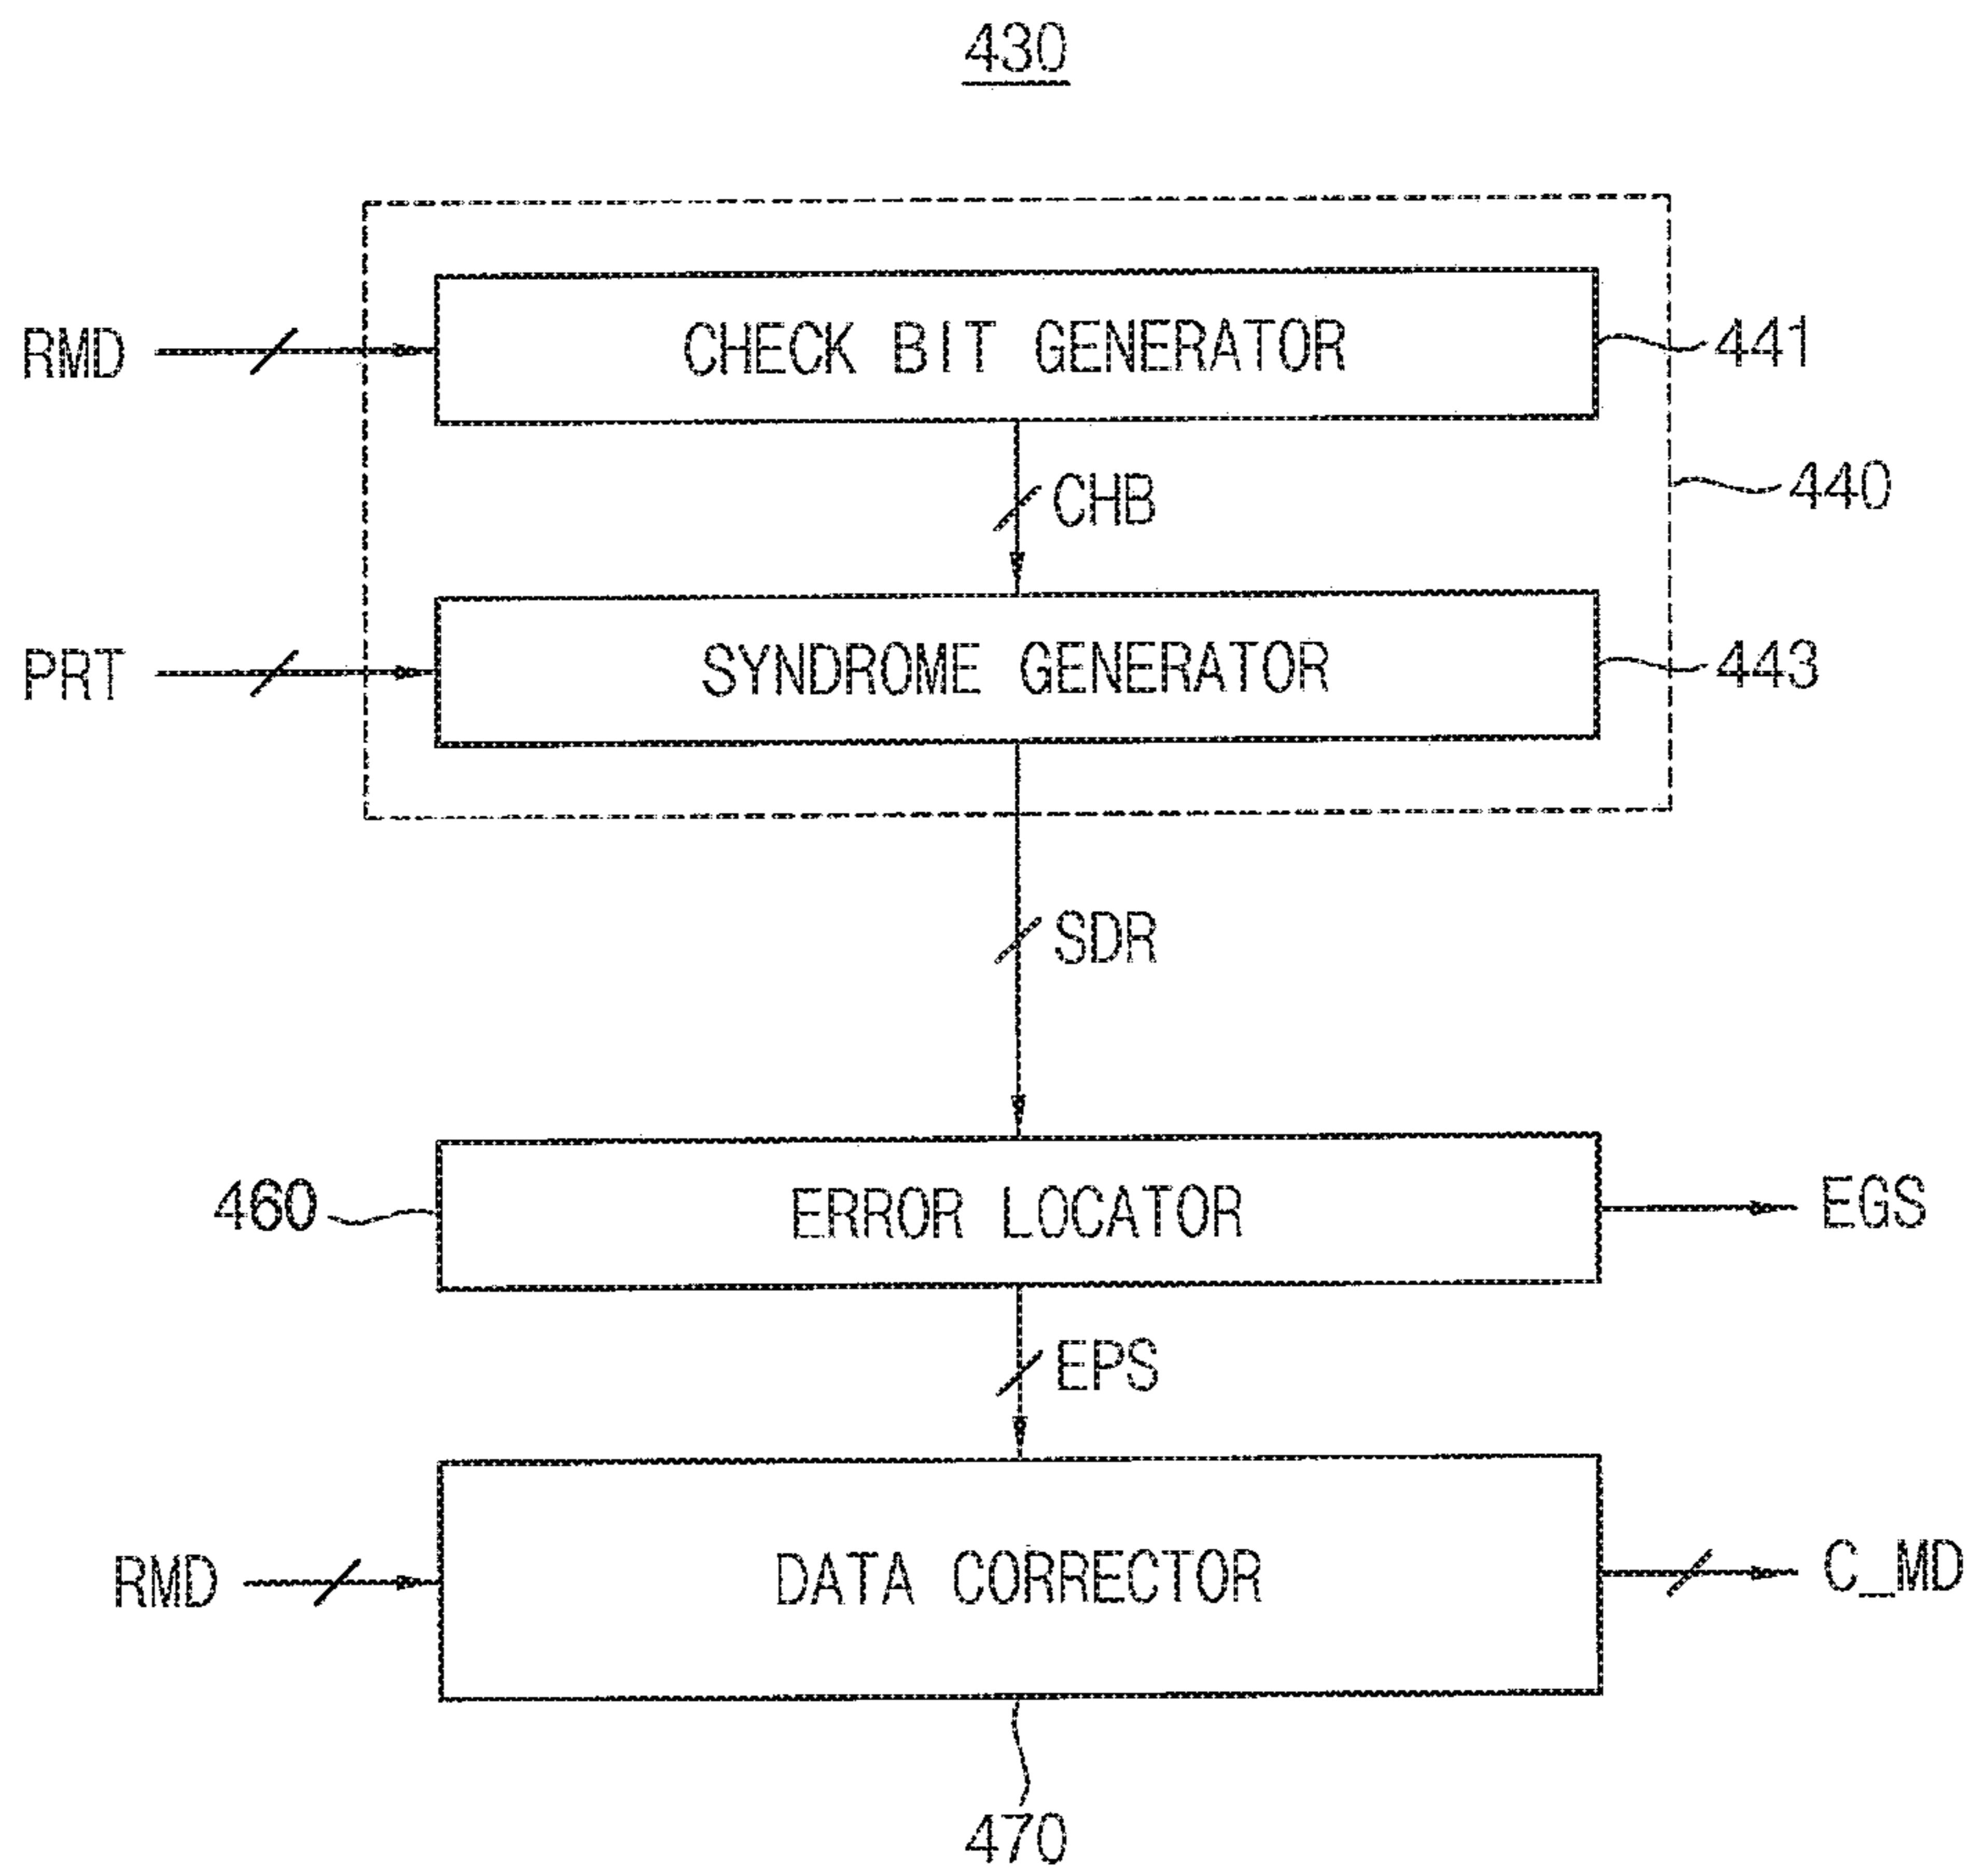 430
RMD
CHECK BIT GENERATOR
441
CHB
440
PRT
SYNDROME GENERATOR
443
SDR
460
ERROR LOCATOR
EGS
EPS
RMD
DATA CORRECTOR
C_MD
470